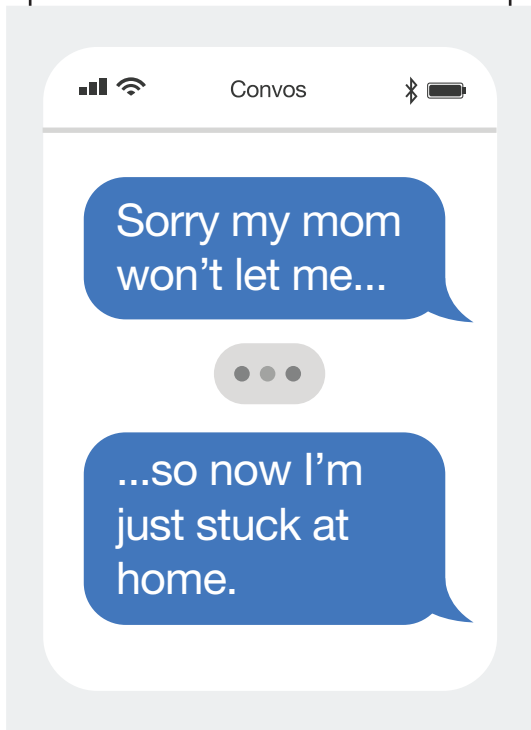 Convos
Sorry my mom
won’t let me...
...so now I’m
just stuck at
home.